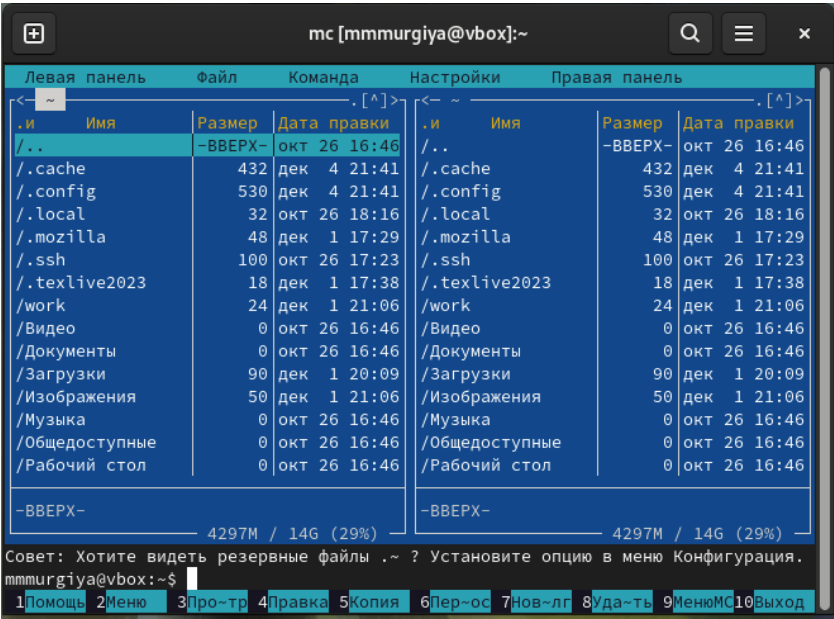 mc [mmmurgiya@vbox]:~
Левая панель Файл Команда Настройки Правая панель
<— ~ .[^]> <— ~ .[^]>
.и Имя Размер Дата правки .и Имя Размер Дата правки
/.. -ВВЕРХ- окт 26 16:46 /.. -ВВЕРХ- окт 26 16:46
/.cache 432 дек 4 21:41 /.cache 432 дек 4 21:41
/.config 530 дек 4 21:41 /.config 530 дек 4 21:41
/.local 32 окт 26 18:16 /.local 32 окт 26 18:16
/.mozilla 48 дек 1 17:29 /.mozilla 48 дек 1 17:29
/.ssh 100 окт 26 17:23 /.ssh 100 окт 26 17:23
/.texlive2023 18 дек 1 17:38 /.texlive2023 18 дек 1 17:38
/work 24 дек 1 21:06 /work 24 дек 1 21:06
/Видео 0 окт 26 16:46 /Видео 0 окт 26 16:46
/Документы 0 окт 26 16:46 /Документы 0 окт 26 16:46
/Загрузки 90 дек 1 20:09 /Загрузки 90 дек 1 20:09
/Изображения 50 дек 1 21:06 /Изображения 50 дек 1 21:06
/Музыка 0 окт 26 16:46 /Музыка 0 окт 26 16:46
/Общедоступные 0 окт 26 16:46 /Общедоступные 0 окт 26 16:46
/Рабочий стол 0 окт 26 16:46 /Рабочий стол 0 окт 26 16:46
-ВВЕРХ- -ВВЕРХ-
4297M / 14G (29%) 4297M / 14G (29%)
Совет: Хотите видеть резервные файлы .~ ? Установите опцию в меню Конфигурация.
mmmurgiya@vbox:~$
1Помощь 2Меню 3Про~тр 4Правка 5Копия 6Пер~ос 7Нов~лг 8Уда~ть 9МенюMC 10Выход